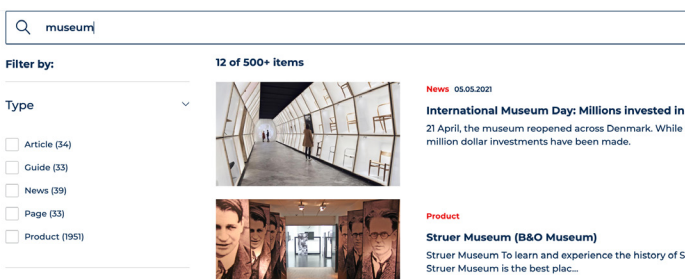 museum
Filter by:
12 of 500+ items
Type
Article (34)
Guide (33)
News (39)
Page (33)
Product (1951)
News 05.05.2021
International Museum Day: Millions invested in
21 April, the museum reopened across Denmark. While
million dollar investments have been made.
Product
Struer Museum (B&O Museum)
Struer Museum To learn and experience the history of S
Struer Museum is the best plac...